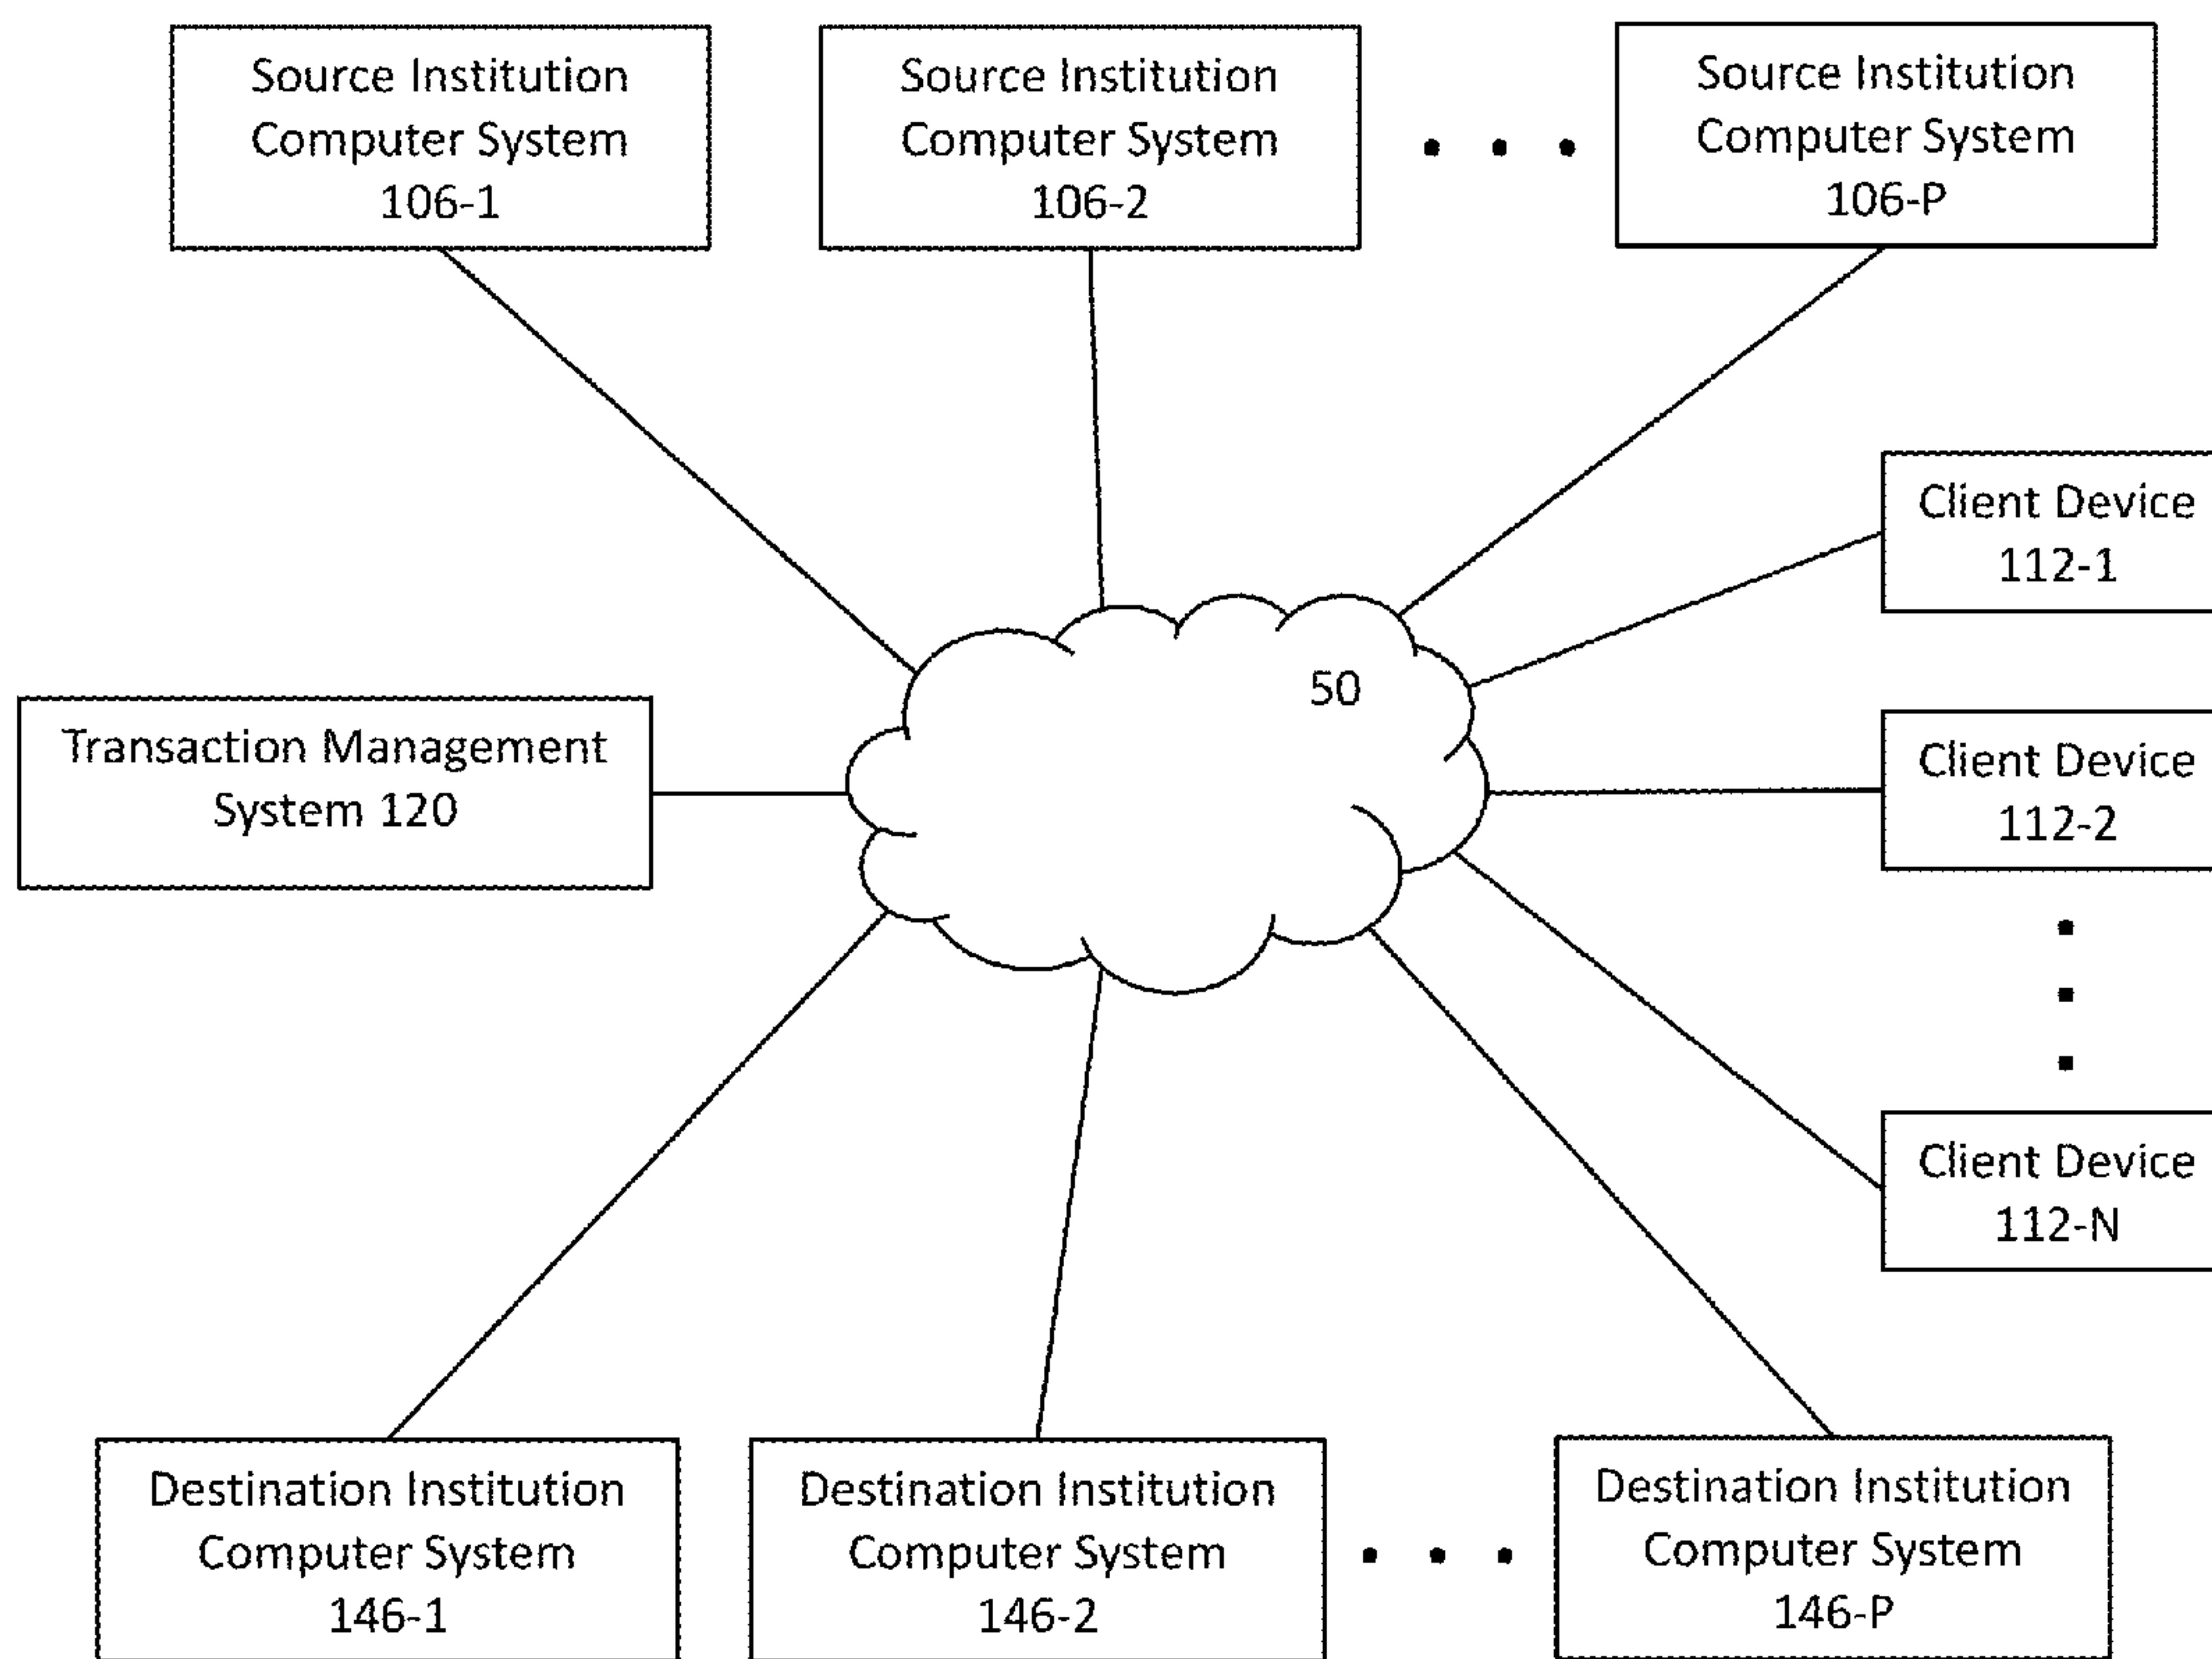 Source Institution
Computer System
106-1
Source Institution
Computer System
106-2
Source Institution
Computer System
106-P
Client Device
112-1
50
Transaction Management
System 120
Client Device
112-2
Client Device
112-N
Destination Institution
Computer System
146-1
Destination Institution
Computer System
146-2
Destination Institution
Computer System
146-P